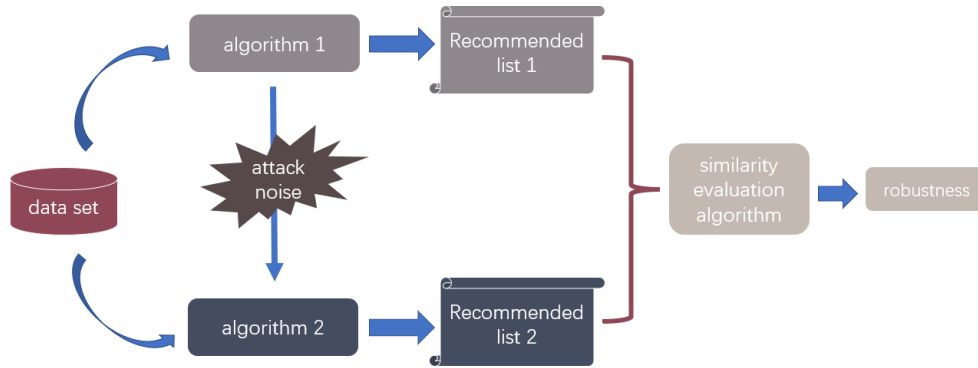 algorithm 1
Recommended
list 1
attack
noise
data set
similarity
evaluation
algorithm
robustness
algorithm 2
Recommended
list 2